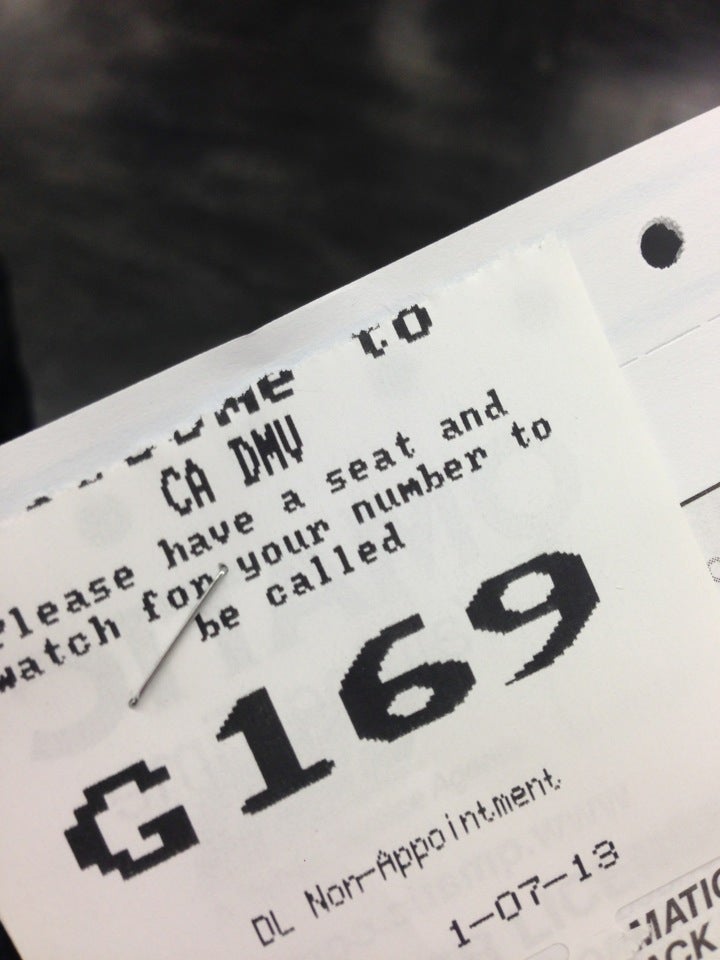 to
CA DMV
Please have a seat and
watch for your number to
be called
G169
DL Non-Appointment
1-07-13